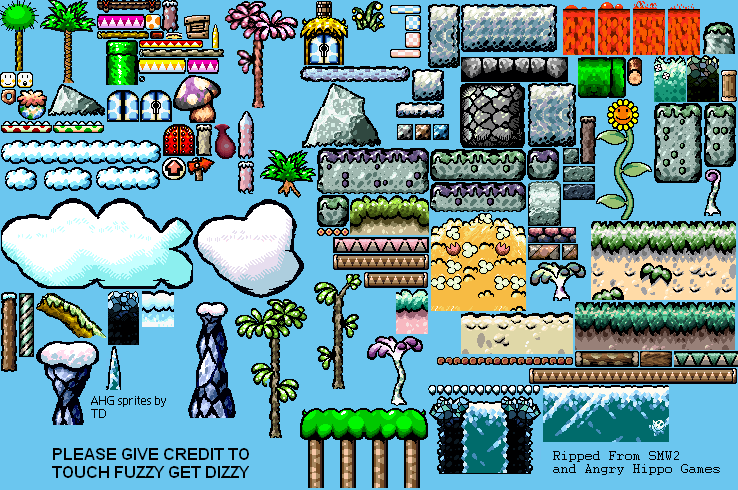 AHG sprites by
TD
PLEASE GIVE CREDIT TO
TOUCH FUZZY GET DIZZY
Ripped From SMW2
and Angry Hippo Games